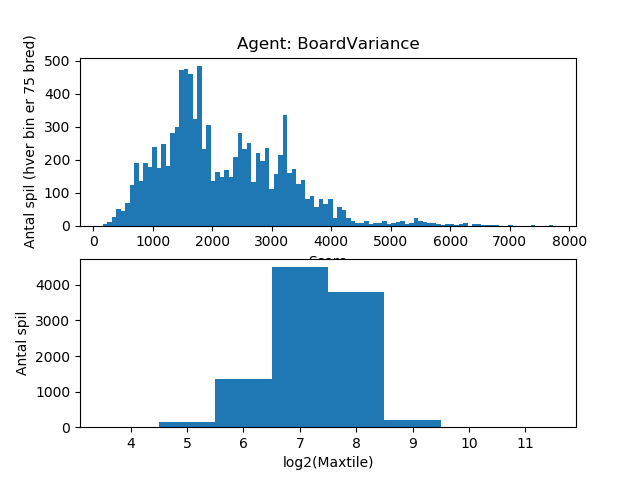 Agent: BoardVariance
Antal spil (hver bin er 75 bred)
500
400
300
200
100
0
0 1000 2000 3000 4000 5000 6000 7000 8000
Antal spil
4000
3000
2000
1000
0
4 5 6 7 8 9 10 11
log2(Maxtile)